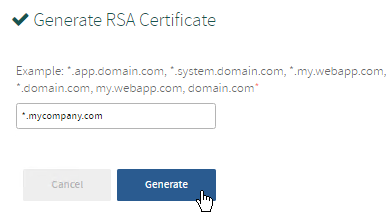 Generate RSA Certificate
Example: *.app.domain.com, *.system.domain.com, *.my.webapp.com,
*.domain.com, my.webapp.com, domain.com*
*.mycompany.com
Cancel
Generate